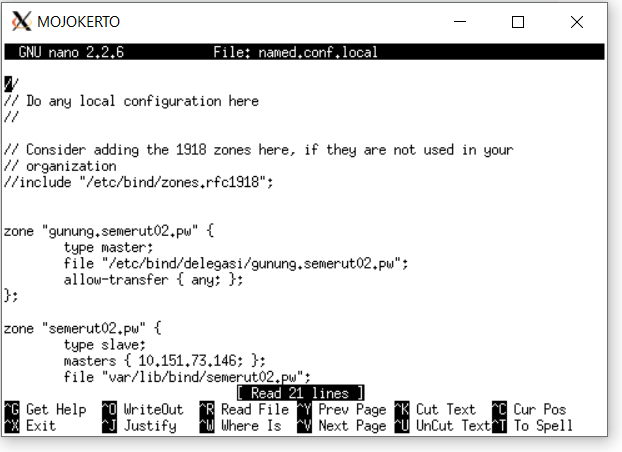 MOJOKERTO
GNU nano 2.2.6 File: named.conf.local
//
// Do any local configuration here
//
// Consider adding the 1918 zones here, if they are not used in your
// organization
//include "/etc/bind/zones.rfc1918";
zone "gunung.semerut02.pw" {
type master;
file "/etc/bind/delegasi/gunung.semerut02.pw";
allow-transfer { any; };
};
zone "semerut02.pw" {
type slave;
masters { 10.151.73.146; };
file "var/lib/bind/semerut02.pw";
[ Read 21 lines ]
^G Get Help ^O WriteOut ^R Read File ^Y Prev Page ^K Cut Text ^C Cur Pos
^X Exit ^J Justify ^W Where Is ^V Next Page ^U UnCut Text^T To Spell